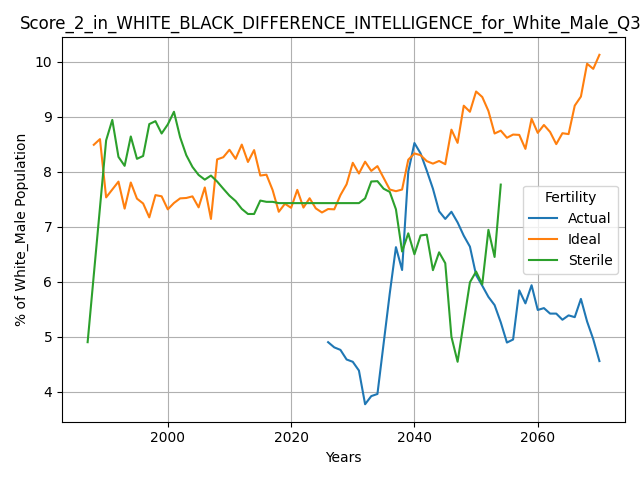 Score_2_in_WHITE_BLACK_DIFFERENCE_INTELLIGENCE_for_White_Male_Q3
% of White_Male Population
10
9
8
7
6
5
4
Fertility
Actual
Ideal
Sterile
2000
2020
2040
2060
Years